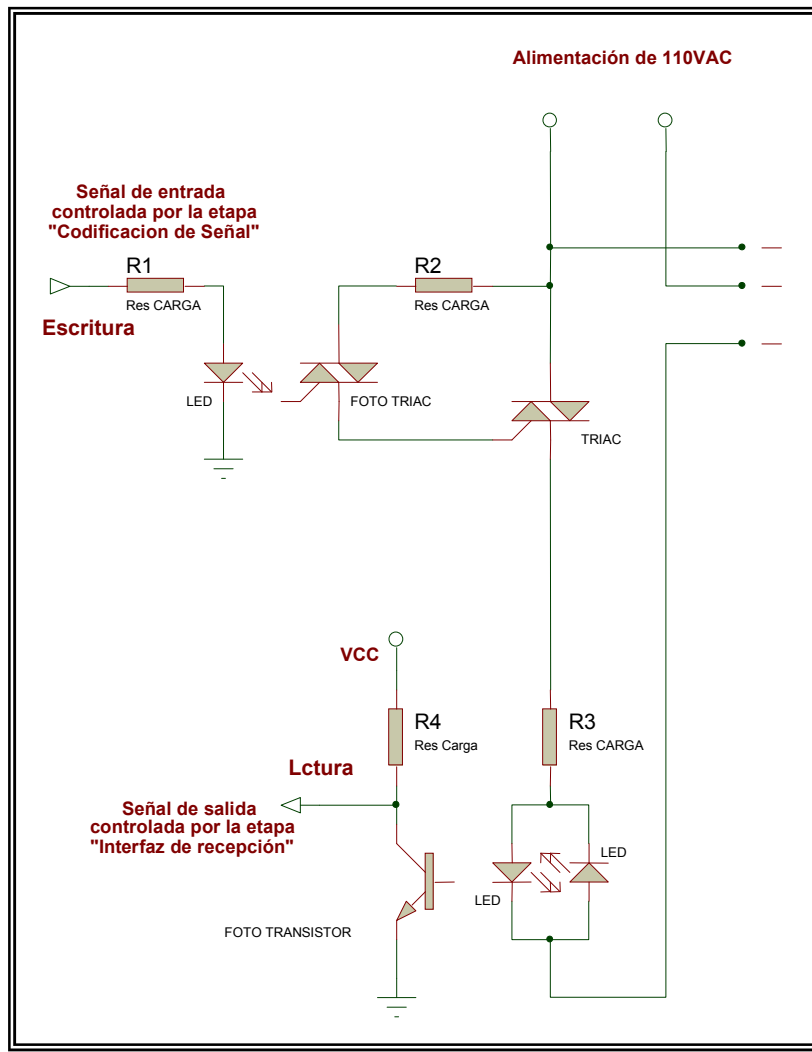 Alimentación de 110VAC
Señal de entrada
controlada por la etapa
"Codificacion de Señal"
R1
Res CARGA
Escritura
LED
R2
Res CARGA
FOTO TRIAC
TRIAC
VCC
R4
Res Carga
R3
Res CARGA
Lctura
Señal de salida
controlada por la etapa
"Interfaz de recepción"
LED
LED
FOTO TRANSISTOR